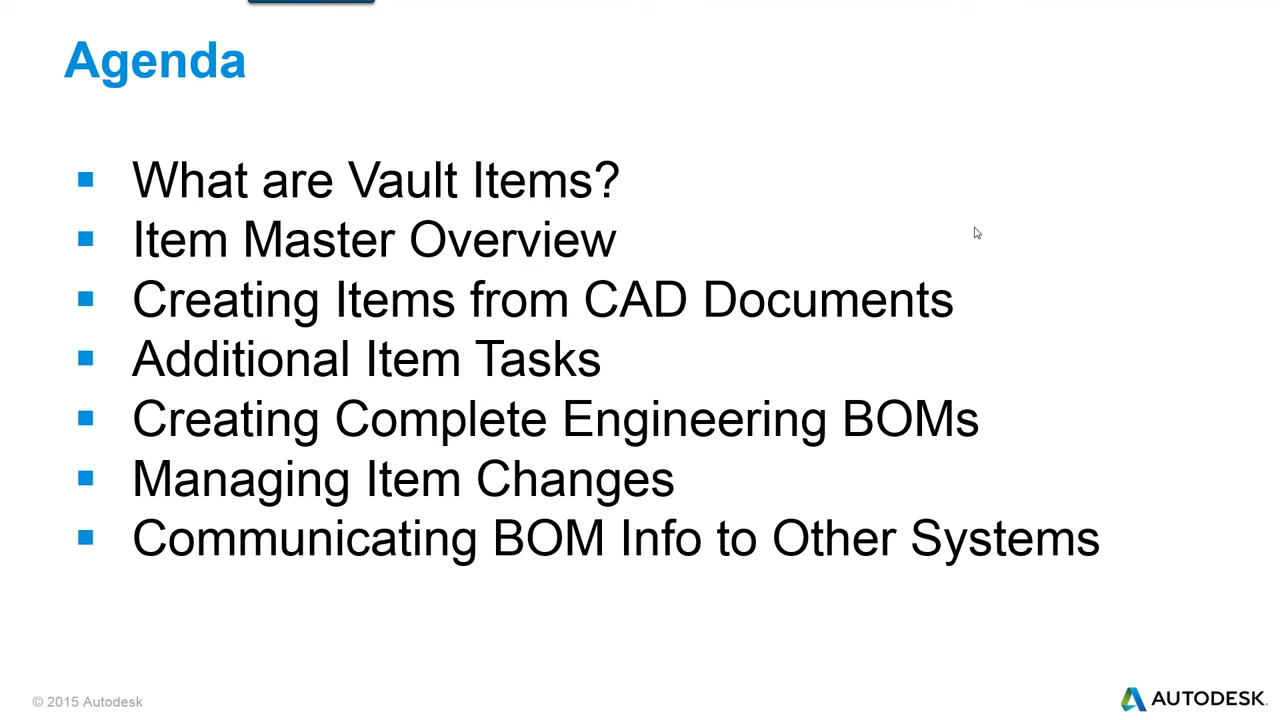 Agenda
What are Vault Items?
Item Master Overview
Creating Items from CAD Documents
Additional Item Tasks
Creating Complete Engineering BOMs
Managing Item Changes
Communicating BOM Info to Other Systems
© 2015 Autodesk
AUTODESK.